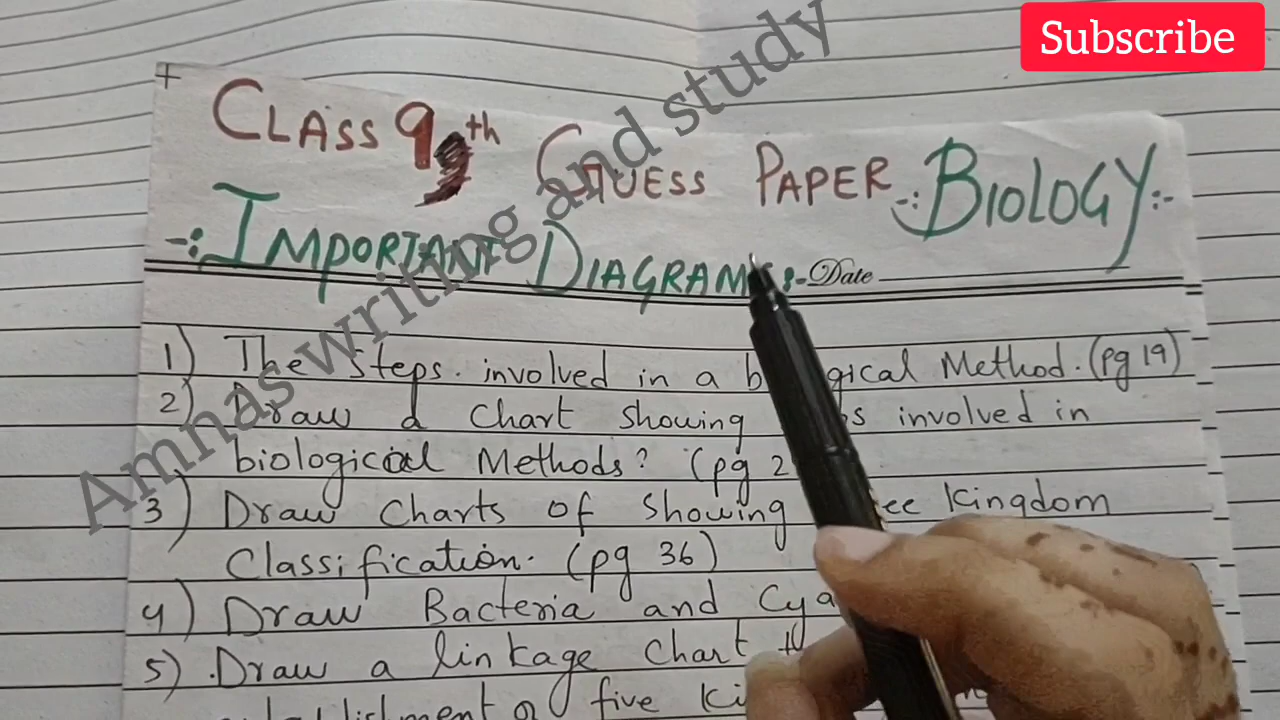 Subscribe
CLASS 9th GUESS PAPER -: BIOLOGY:-
-: IMPORTANT DIAGRAMS:- Date
1) The steps. involved in a biological Method. (pg 19)
2) Draw a chart showing involved in
biological Methods? (pg 2
3) Draw Charts of showing Kingdom
Classification. (pg 36)
4) Draw Bacteria and
5) .Draw a linkage chart
five
Amnas writing and study